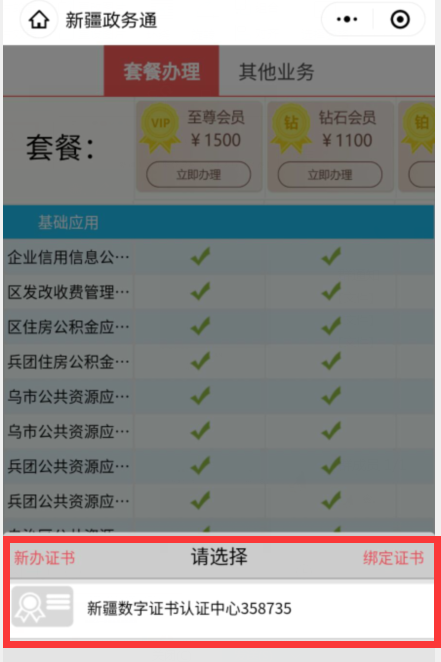 新疆政务通
套餐办理 其他业务
套餐：
VIP 至尊会员 ¥1500 立即办理
钻 钻石会员 ¥1100 立即办理
铂
基础应用
企业信用信息公…
区发改收费管理…
区住房公积金应…
兵团住房公积金…
乌市公共资源应…
乌市公共资源应…
兵团公共资源应…
兵团公共资源应…
新办证书 请选择 绑定证书
新疆数字证书认证中心358735